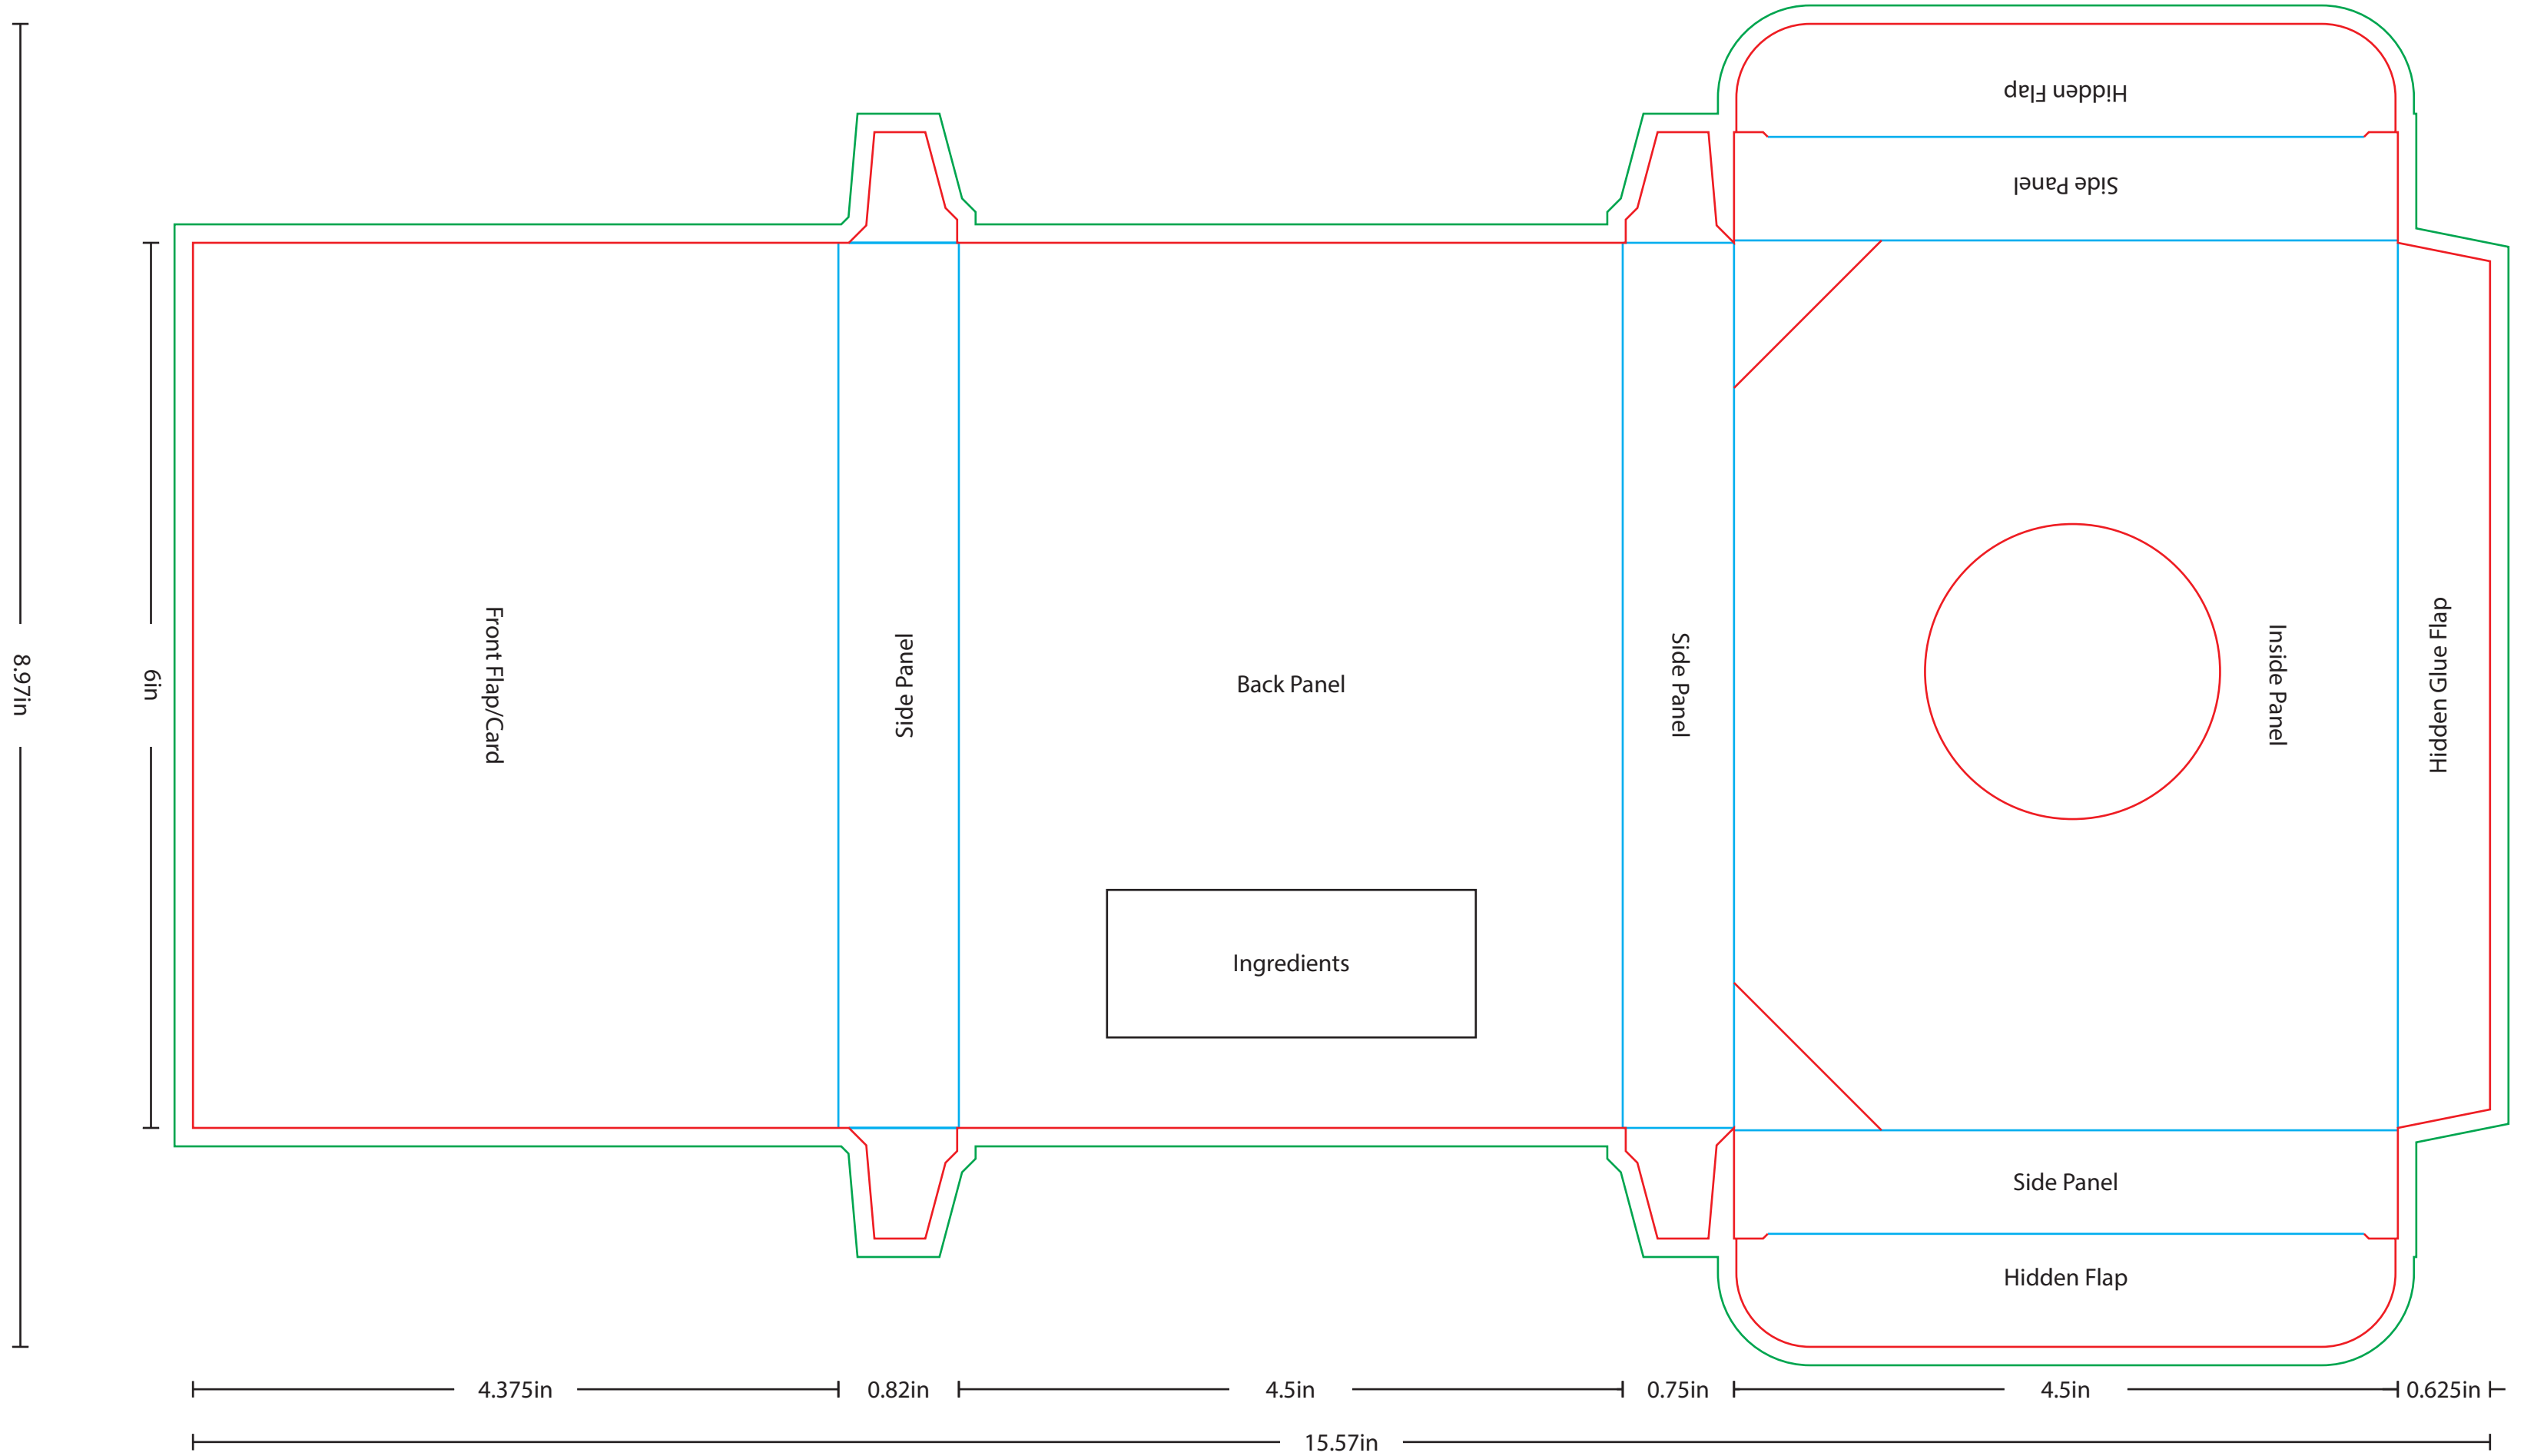 Hidden Flap
Side Panel
8.97in
6in
Front Flap/Card
Side Panel
Back Panel
Side Panel
Inside Panel
Hidden Glue Flap
Ingredients
Side Panel
Hidden Flap
4.375in
0.82in
4.5in
0.75in
4.5in
0.625in
15.57in